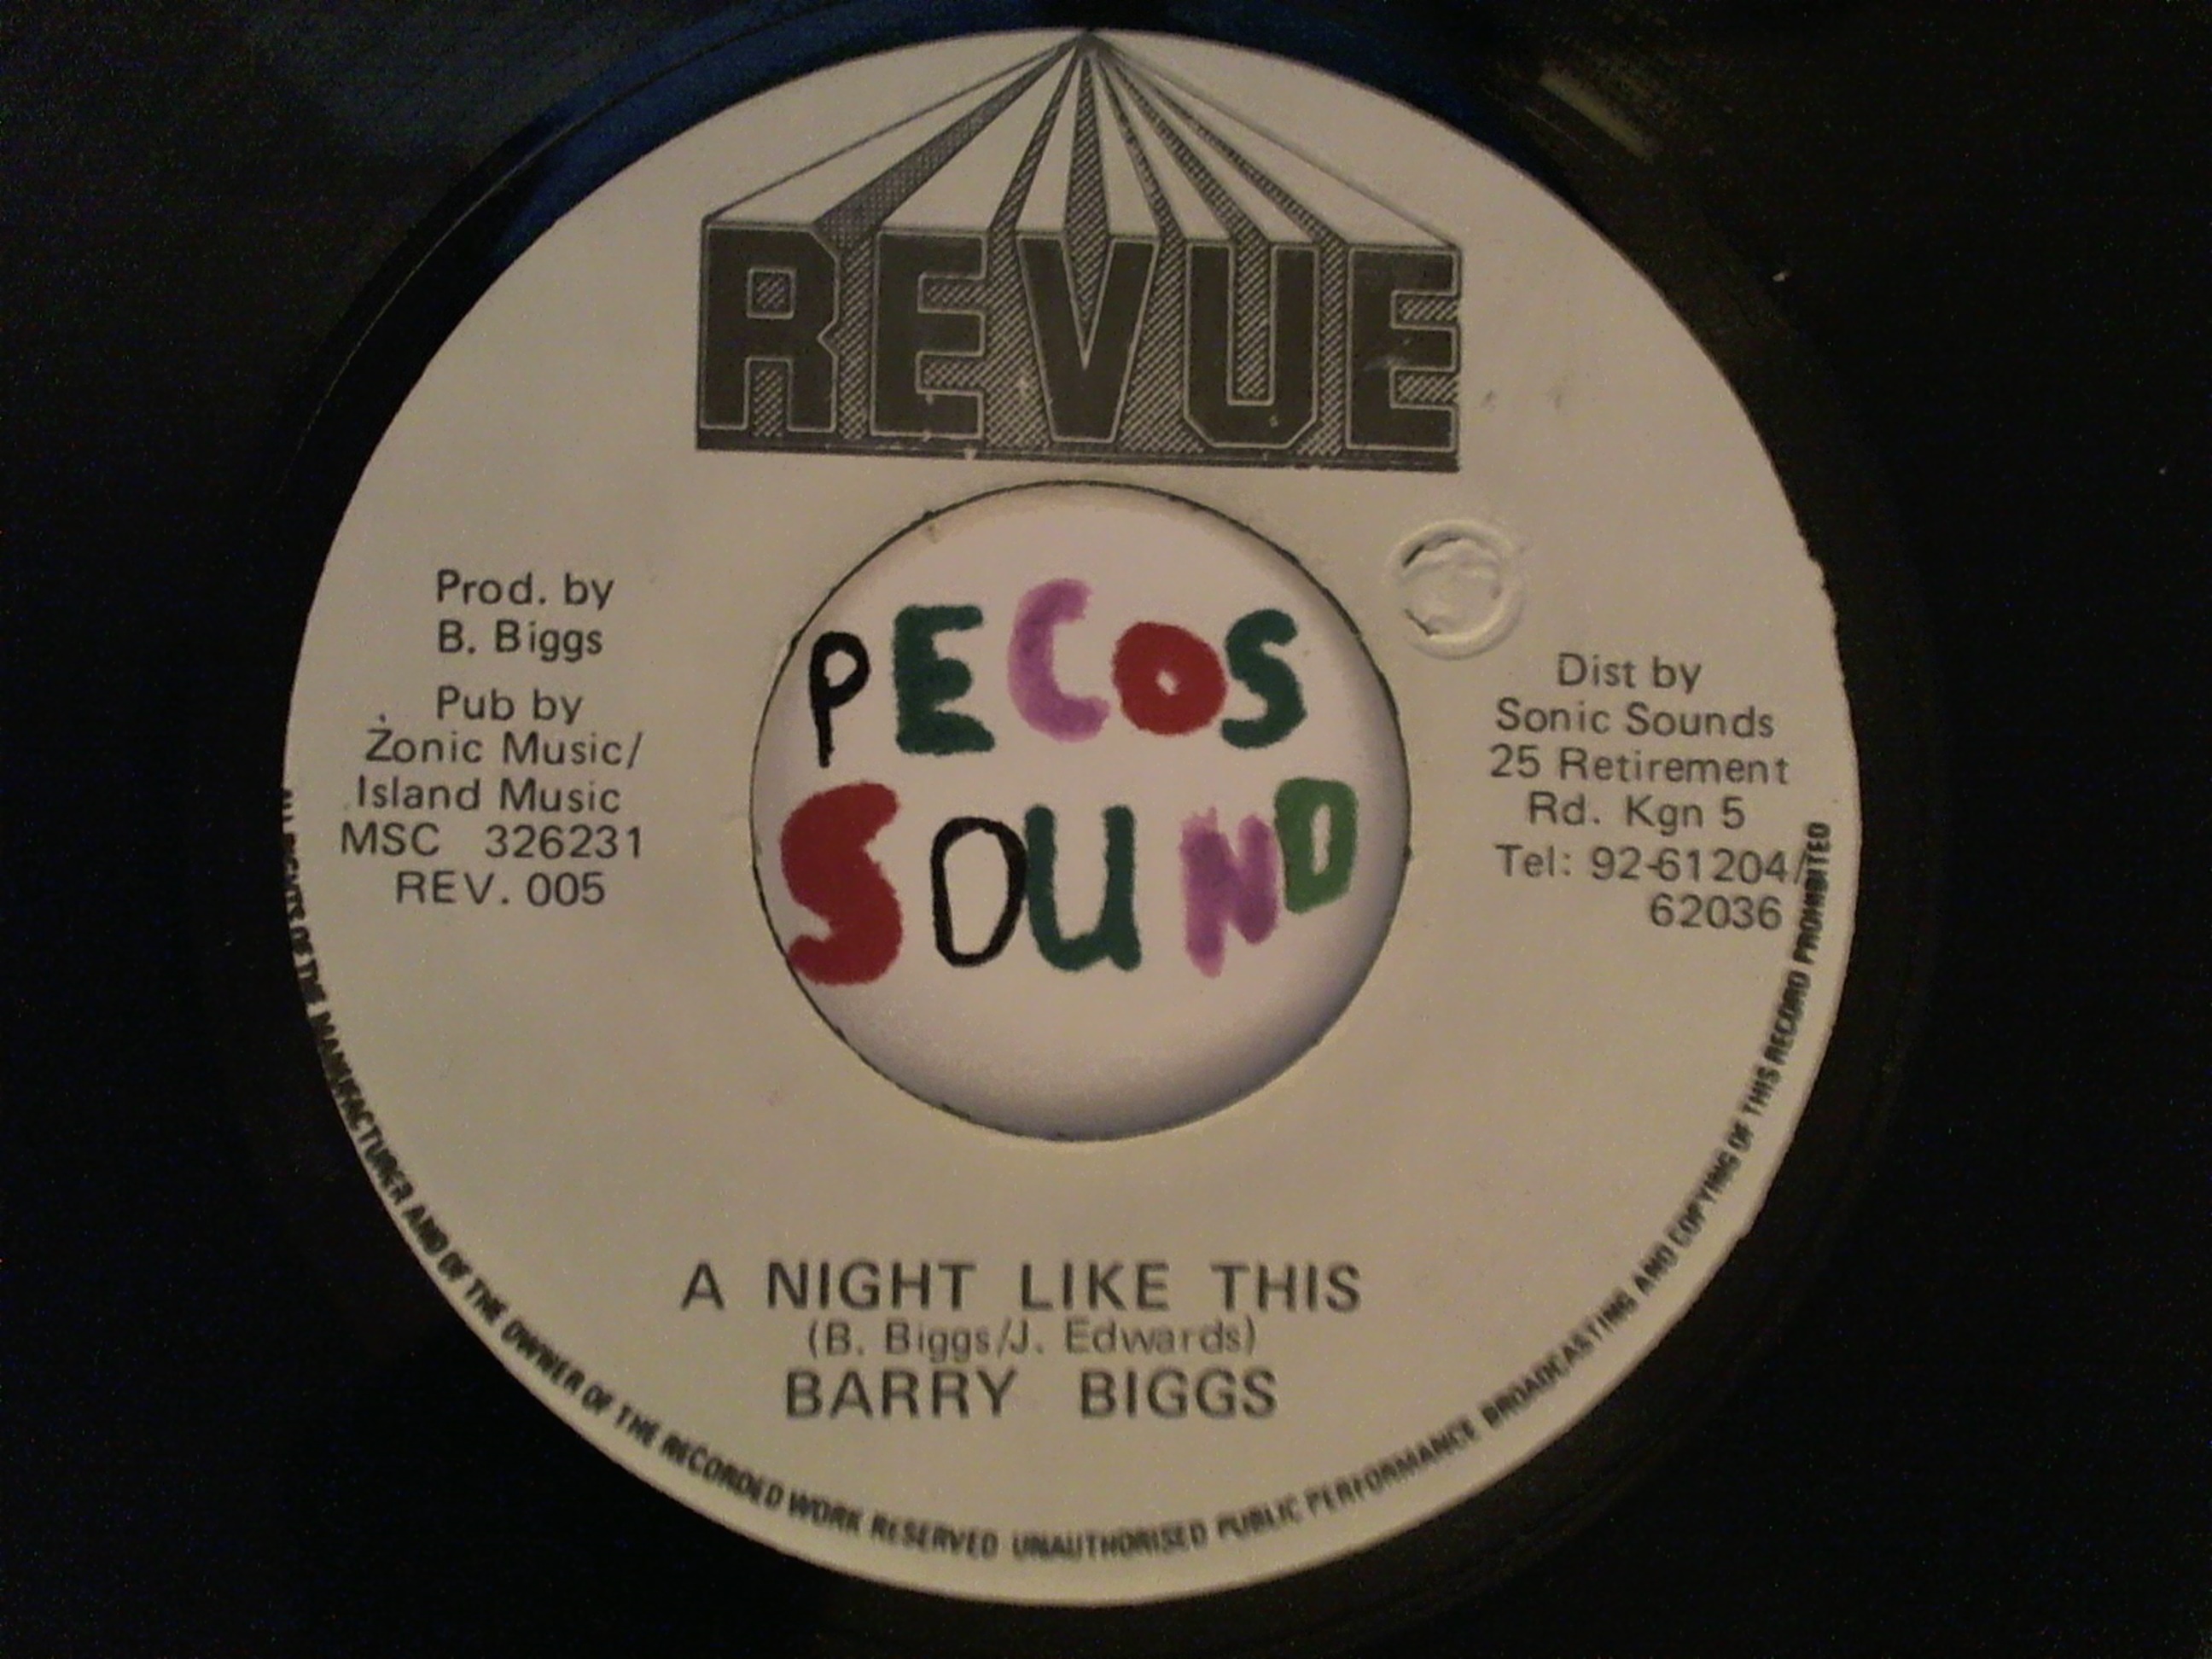 REVUE
Prod. by
B. Biggs
Pub by
Zonic Music/
Island Music
MSC 326231
REV. 005
PECOS
SOUND
Dist by
Sonic Sounds
25 Retirement
Rd. Kgn 5
Tel: 92-61204/
62036
A NIGHT LIKE THIS
(B. Biggs/J. Edwards)
BARRY BIGGS
ALL RIGHTS OF THE MANUFACTURER AND OF THE OWNER OF THE RECORDED WORK RESERVED UNAUTHORISED PUBLIC PERFORMANCE BROADCASTING AND COPYING OF THIS RECORD PROHIBITED